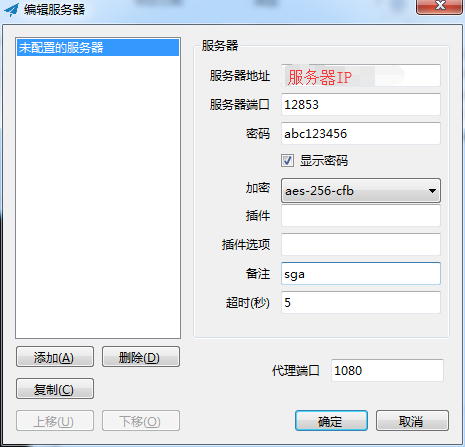 编辑服务器
未配置的服务器
服务器
服务器地址 服务器IP
服务器端口 12853
密码 abc123456
显示密码
加密 aes-256-cfb
插件
插件选项
备注 sga
超时(秒) 5
添加(A) 删除(D)
复制(C)
代理端口 1080
上移(U) 下移(O)
确定 取消